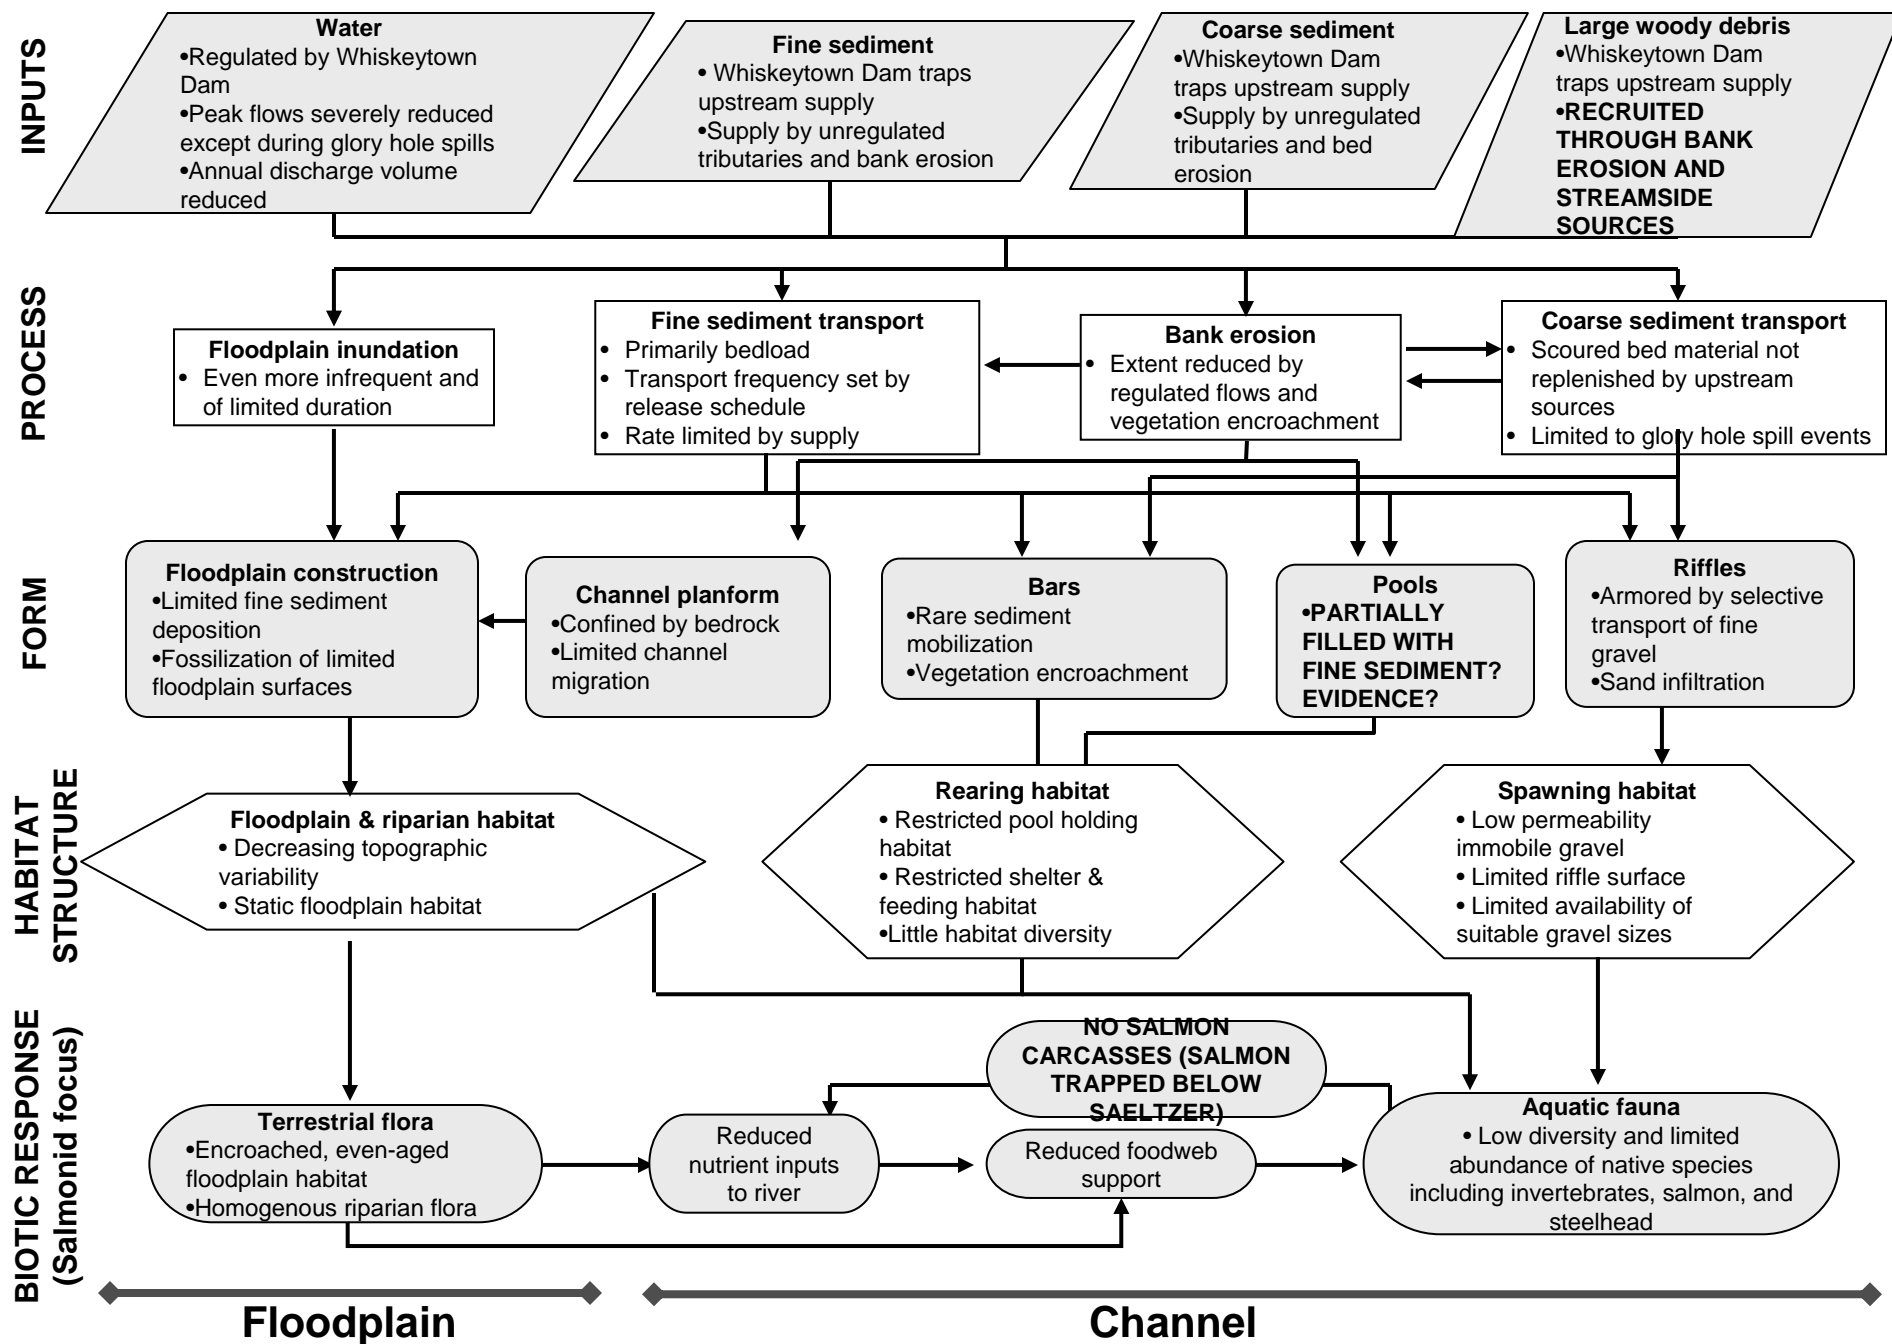 INPUTS
Water
•Regulated by Whiskeytown
Dam
•Peak flows severely reduced
except during glory hole spills
•Annual discharge volume
reduced
Fine sediment
• Whiskeytown Dam traps
upstream supply
•Supply by unregulated
tributaries and bank erosion
Coarse sediment
•Whiskeytown Dam
traps upstream supply
•Supply by unregulated
tributaries and bed
erosion
Large woody debris
•Whiskeytown Dam
traps upstream supply
•RECRUITED
THROUGH BANK
EROSION AND
STREAMSIDE
SOURCES
PROCESS
Floodplain inundation
• Even more infrequent and
of limited duration
Fine sediment transport
• Primarily bedload
• Transport frequency set by
release schedule
• Rate limited by supply
Bank erosion
• Extent reduced by
regulated flows and
vegetation encroachment
Coarse sediment transport
• Scoured bed material not
replenished by upstream
sources
• Limited to glory hole spill events
FORM
Floodplain construction
•Limited fine sediment
deposition
•Fossilization of limited
floodplain surfaces
Channel planform
•Confined by bedrock
•Limited channel
migration
Bars
•Rare sediment
mobilization
•Vegetation encroachment
Pools
•PARTIALLY
FILLED WITH
FINE SEDIMENT?
EVIDENCE?
Riffles
•Armored by selective
transport of fine
gravel
•Sand infiltration
HABITAT
STRUCTURE
Floodplain & riparian habitat
• Decreasing topographic
variability
• Static floodplain habitat
Rearing habitat
• Restricted pool holding
habitat
• Restricted shelter &
feeding habitat
•Little habitat diversity
Spawning habitat
• Low permeability
immobile gravel
• Limited riffle surface
• Limited availability of
suitable gravel sizes
BIOTIC RESPONSE
(Salmonid focus)
NO SALMON
CARCASSES (SALMON
TRAPPED BELOW
SAELTZER)
Terrestrial flora
•Encroached, even-aged
floodplain habitat
•Homogenous riparian flora
Reduced
nutrient inputs
to river
Reduced foodweb
support
Aquatic fauna
• Low diversity and limited
abundance of native species
including invertebrates, salmon, and
steelhead
Floodplain
Channel